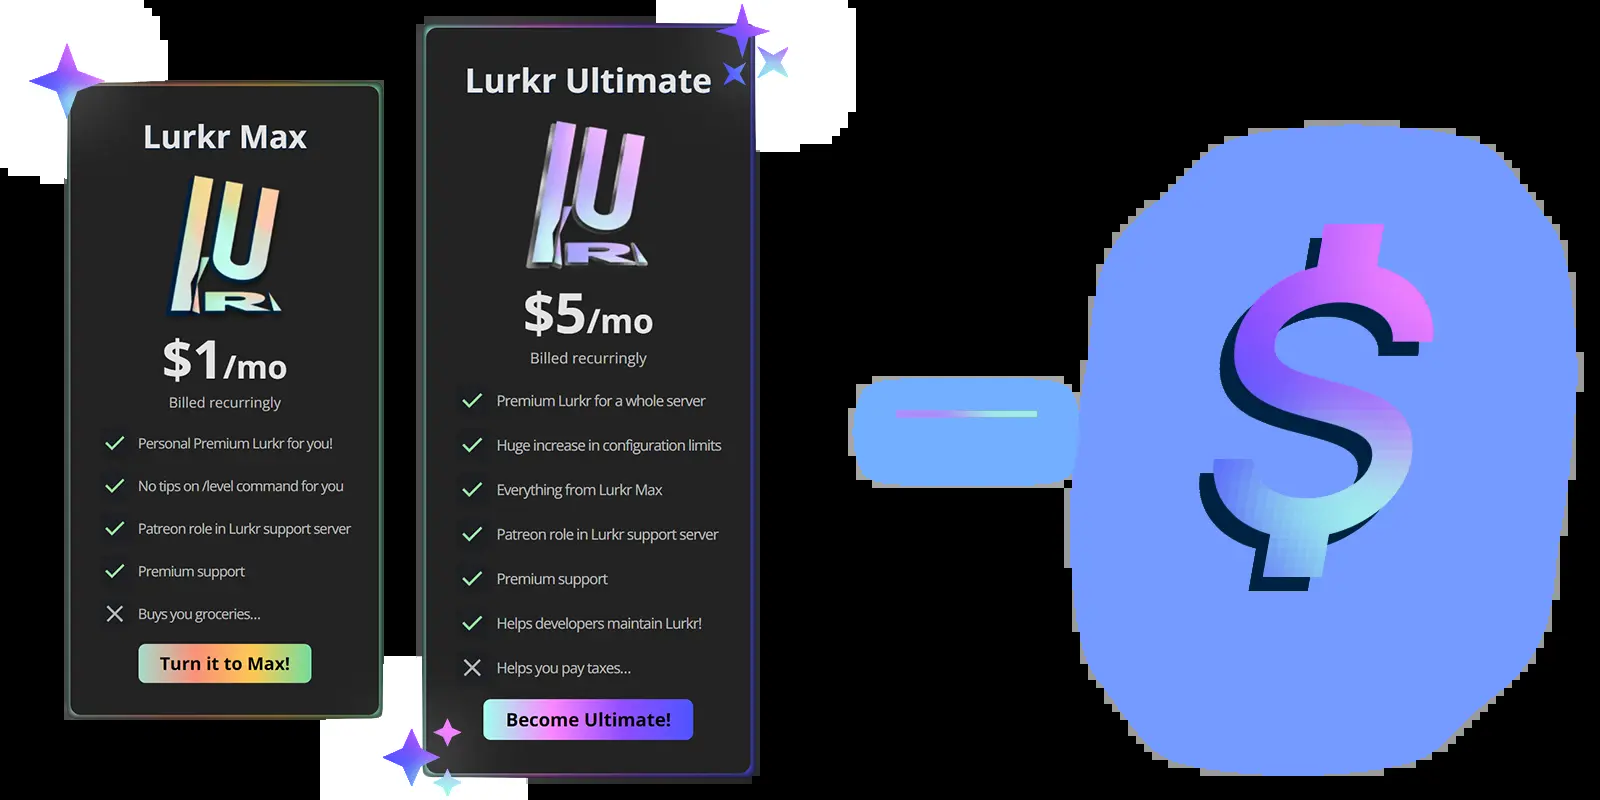 Lurkr Max
LU
R
$1/mo
Billed recurringly
Personal Premium Lurkr for you!
No tips on /level command for you
Patreon role in Lurkr support server
Premium support
Buys you groceries...
Turn it to Max!
Lurkr Ultimate
LU
R
$5/mo
Billed recurringly
Premium Lurkr for a whole server
Huge increase in configuration limits
Everything from Lurkr Max
Patreon role in Lurkr support server
Premium support
Helps developers maintain Lurkr!
Helps you pay taxes...
Become Ultimate!
$